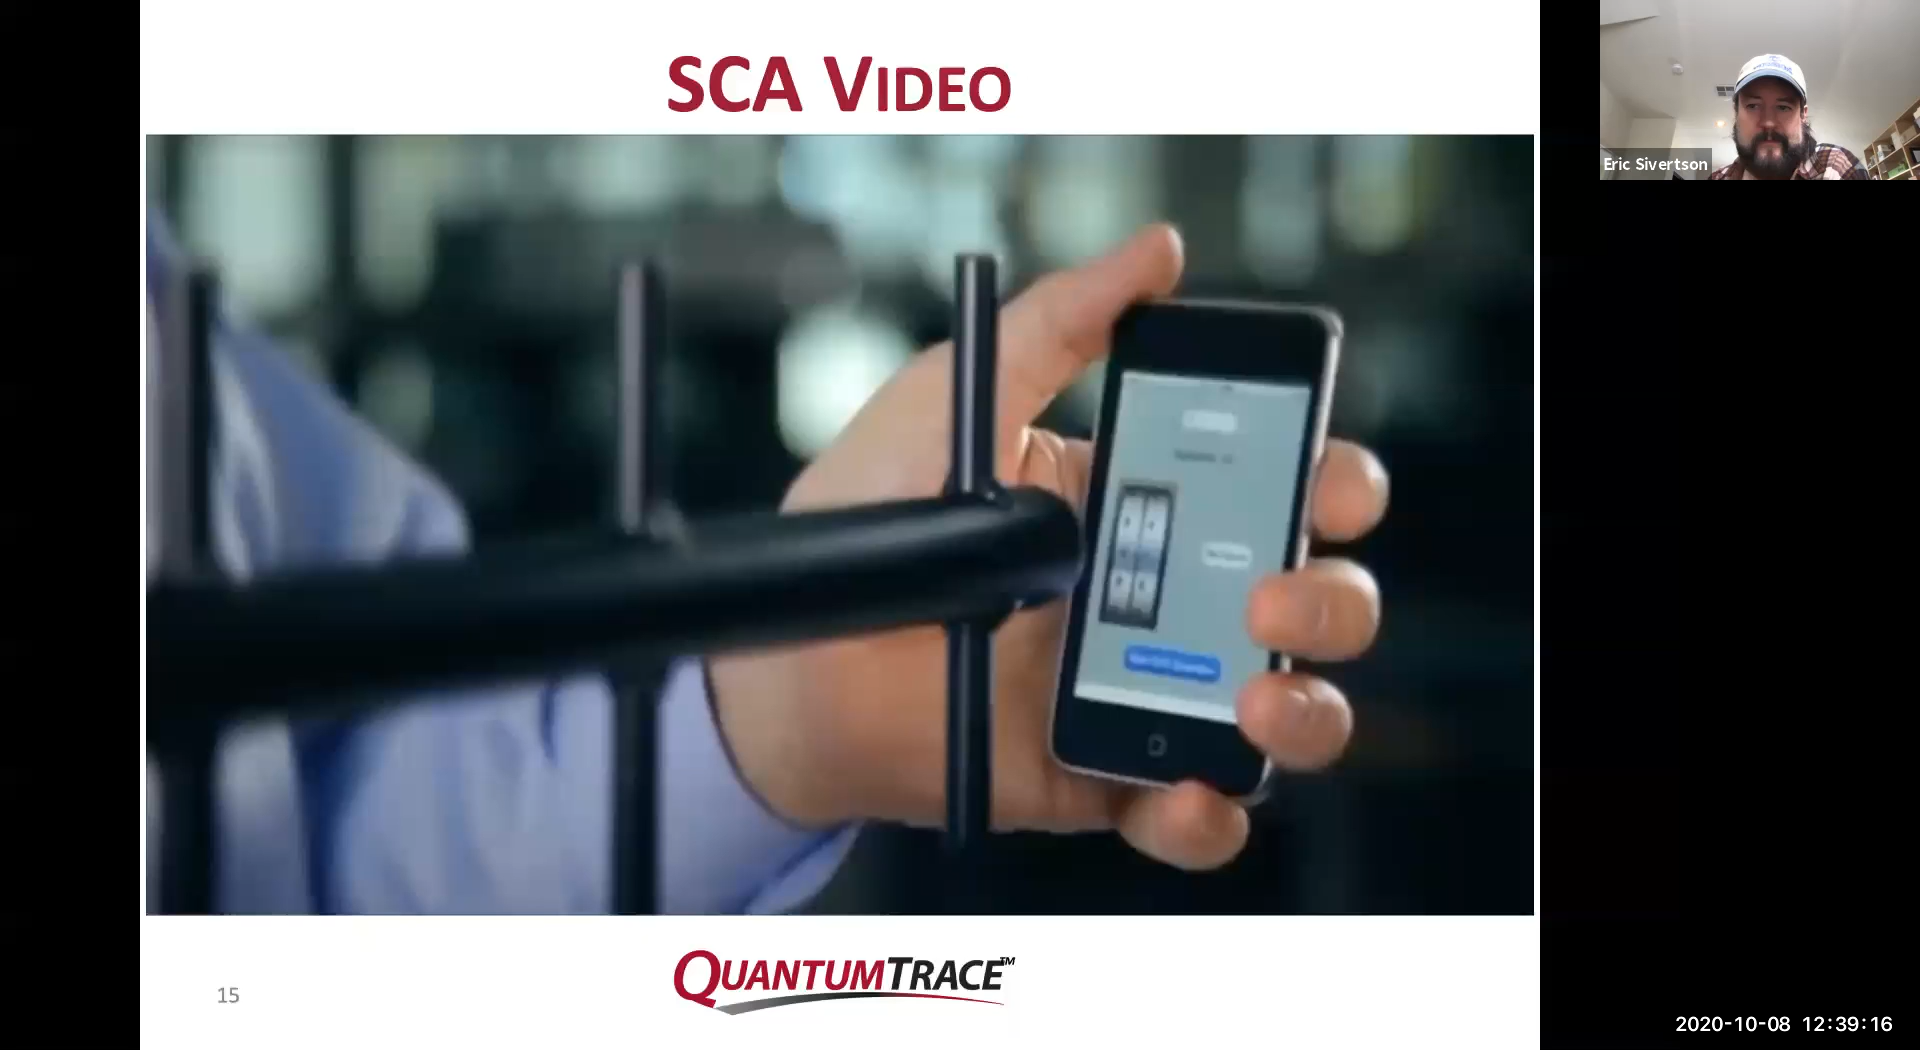 SCA VIDEO
Eric Sivertson
QUANTUMTRACE™
15
2020-10-08 12:39:16